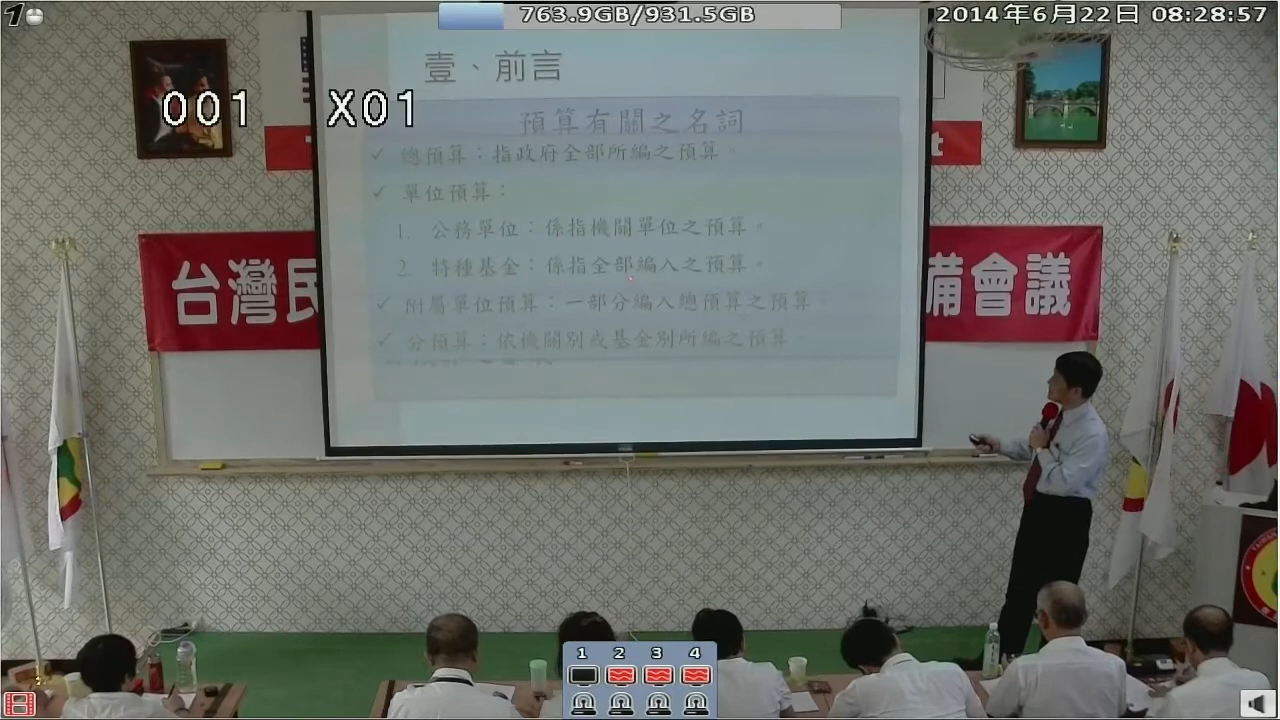 1
763.9GB/931.5GB
2014年6月22日 08:28:57
001
X01
壹、前言
預算有關之名詞
✓ 總預算：指政府全部所編之預算。
✓ 單位預算：
1. 公務單位：係指機關單位之預算。
2. 特種基金：係指全部編入之預算。
✓ 附屬單位預算：一部分編入總預算之預算。
✓ 分預算：依機關別或基金別所編之預算。
台灣民
備會議
t
1 2 3 4